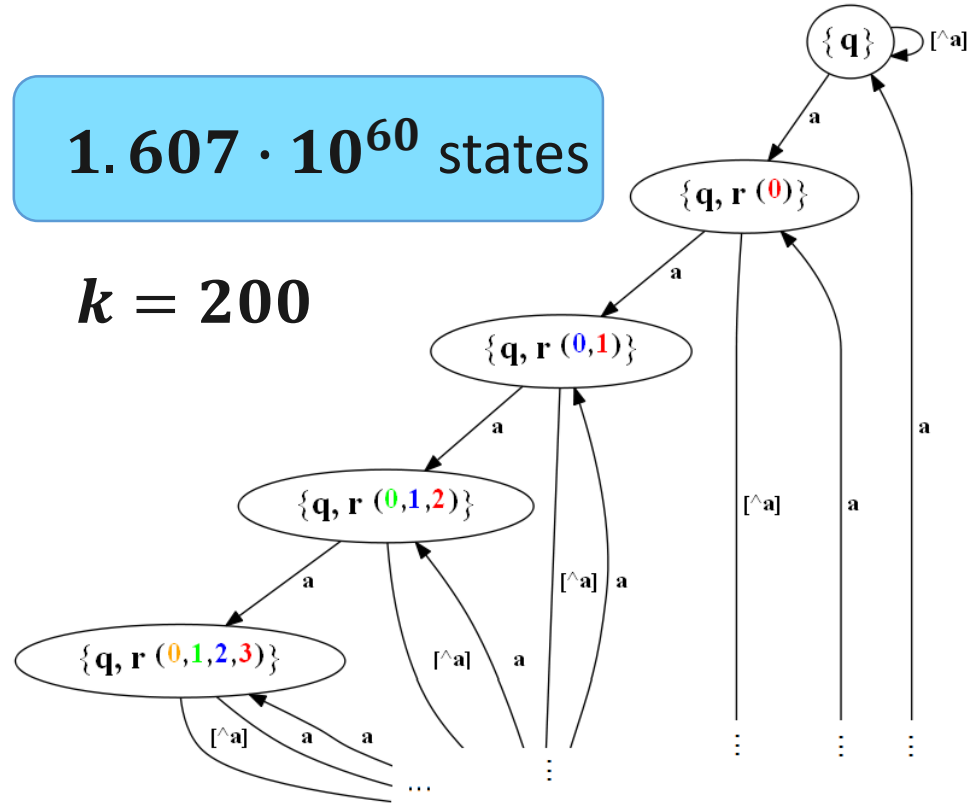 {q} [^a]
a
1.607 · 10^60 states
{q, r (0)}
a
k = 200
{q, r (0,1)}
a a
{q, r (0,1,2)}
[^a] a
a [^a] a
{q, r (0,1,2,3)}
[^a] a
[^a] a a
⋮ ⋮ ⋮
⋮
...